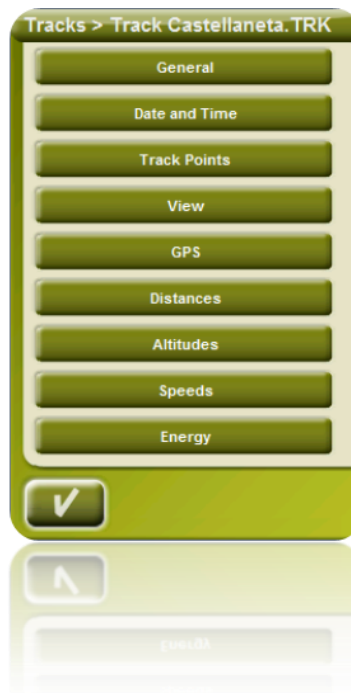 Tracks > Track Castellaneta.TRK
General
Date and Time
Track Points
View
GPS
Distances
Altitudes
Speeds
Energy